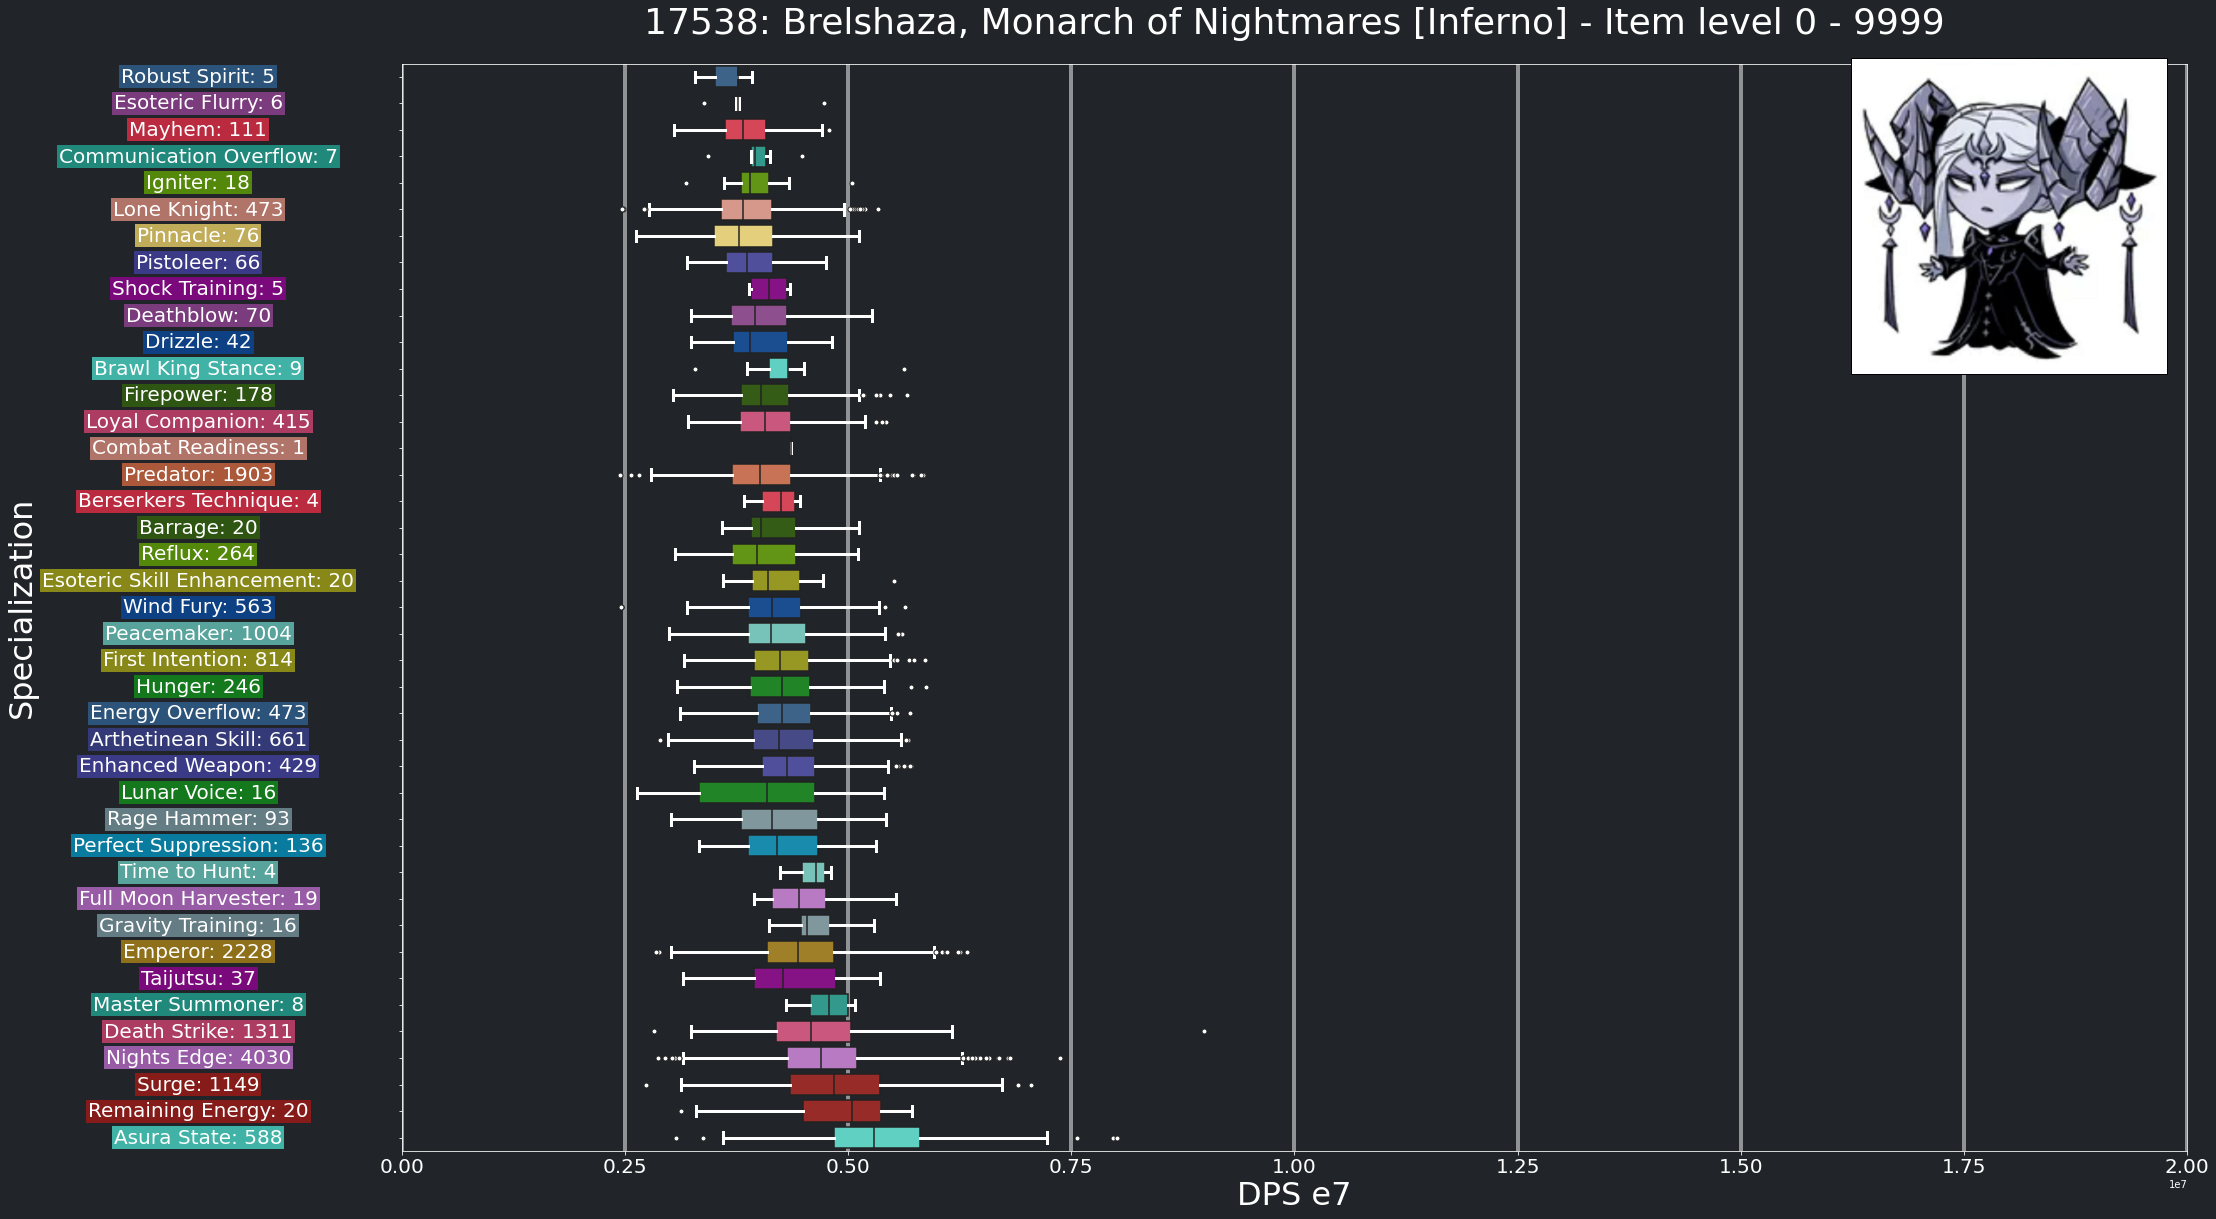 17538: Brelshaza, Monarch of Nightmares [Inferno] - Item level 0 - 9999
Specialization
Robust Spirit: 5
Esoteric Flurry: 6
Mayhem: 111
Communication Overflow: 7
Igniter: 18
Lone Knight: 473
Pinnacle: 76
Pistoleer: 66
Shock Training: 5
Deathblow: 70
Drizzle: 42
Brawl King Stance: 9
Firepower: 178
Loyal Companion: 415
Combat Readiness: 1
Predator: 1903
Berserkers Technique: 4
Barrage: 20
Reflux: 264
Esoteric Skill Enhancement: 20
Wind Fury: 563
Peacemaker: 1004
First Intention: 814
Hunger: 246
Energy Overflow: 473
Arthetinean Skill: 661
Enhanced Weapon: 429
Lunar Voice: 16
Rage Hammer: 93
Perfect Suppression: 136
Time to Hunt: 4
Full Moon Harvester: 19
Gravity Training: 16
Emperor: 2228
Taijutsu: 37
Master Summoner: 8
Death Strike: 1311
Nights Edge: 4030
Surge: 1149
Remaining Energy: 20
Asura State: 588
0.00 0.25 0.50 0.75 1.00 1.25 1.50 1.75 2.00
1e7
DPS e7